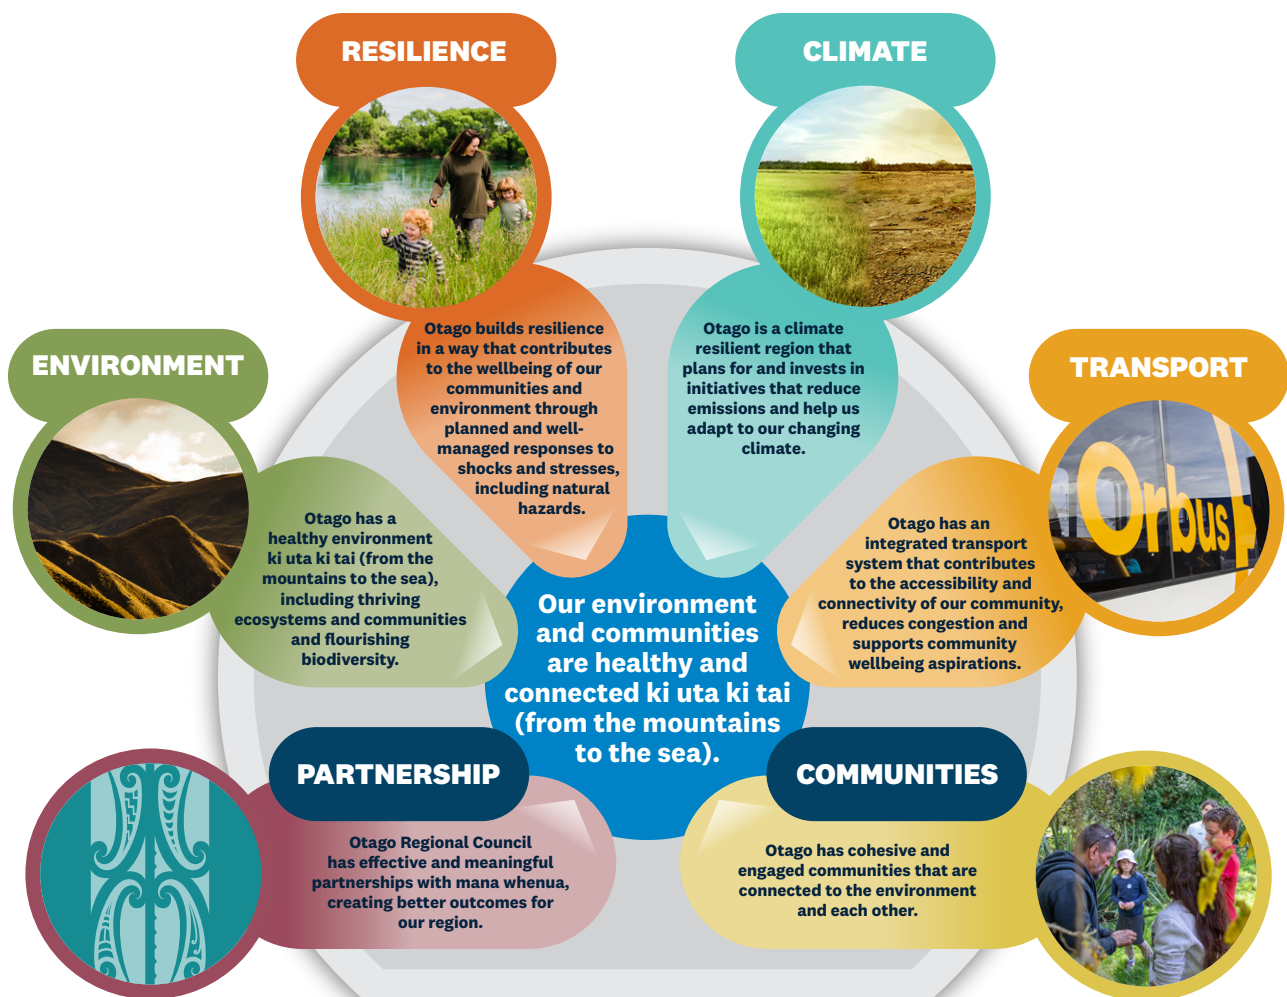 RESILIENCE
CLIMATE
Otago builds resilience
in a way that contributes
to the wellbeing of our
communities and
environment through
planned and well-
managed responses to
shocks and stresses,
including natural
hazards.
Otago is a climate
resilient region that
plans for and invests in
initiatives that reduce
emissions and help us
adapt to our changing
climate.
ENVIRONMENT
TRANSPORT
Orbus
Otago has a
healthy environment
ki uta ki tai (from the
mountains to the sea),
including thriving
ecosystems and communities
and flourishing
biodiversity.
Otago has an
integrated transport
system that contributes
to the accessibility and
connectivity of our community,
reduces congestion and
supports community
wellbeing aspirations.
Our environment
and communities
are healthy and
connected ki uta ki tai
(from the mountains
to the sea).
PARTNERSHIP
COMMUNITIES
Otago Regional Council
has effective and meaningful
partnerships with mana whenua,
creating better outcomes for
our region.
Otago has cohesive and
engaged communities that are
connected to the environment
and each other.